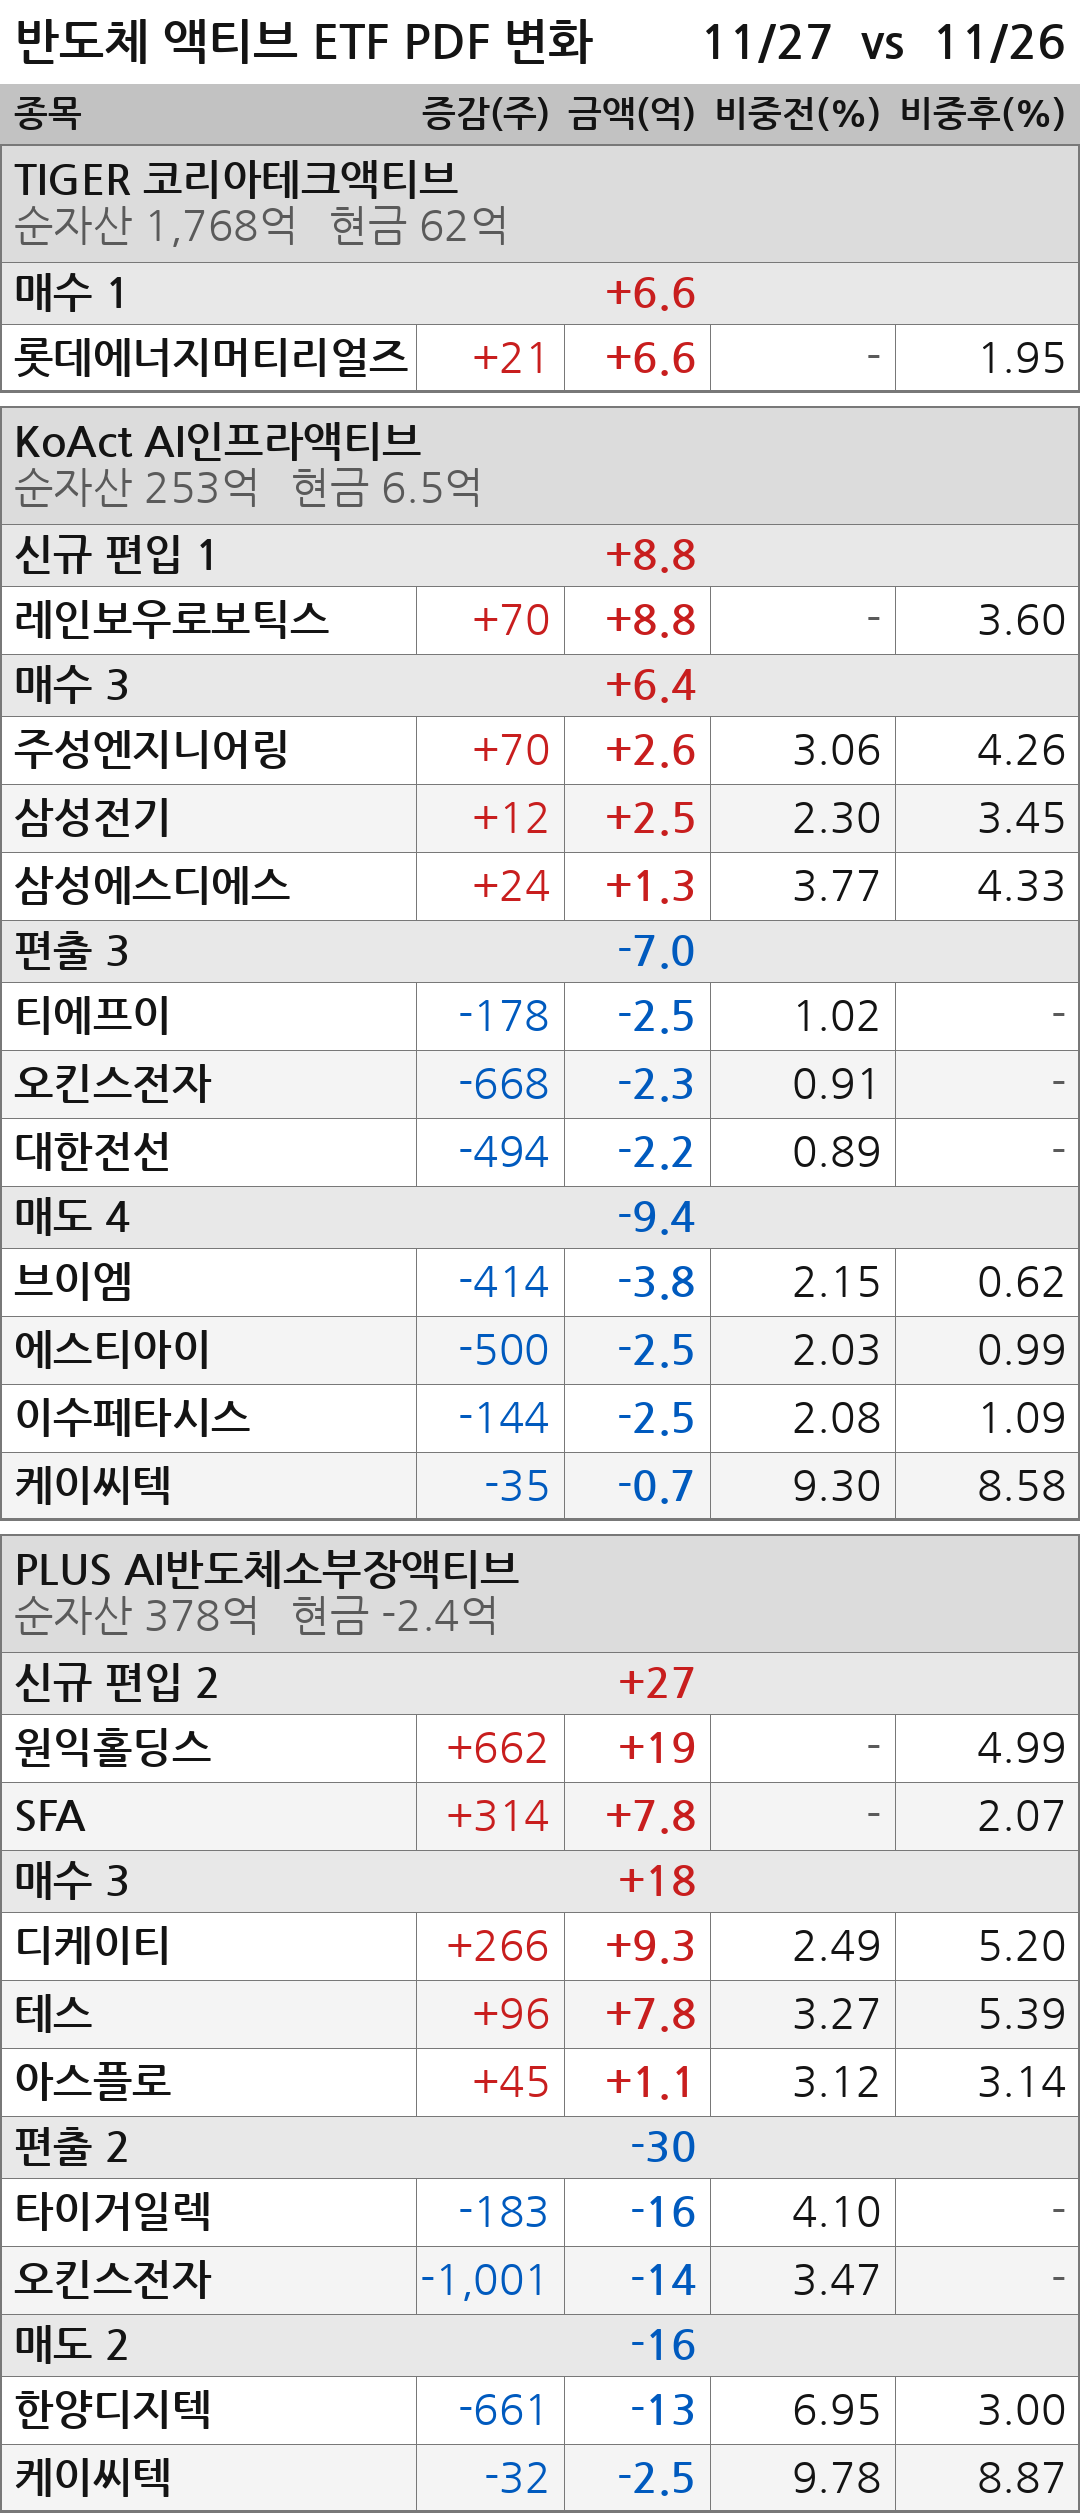 반도체 액티브 ETF PDF 변화 11/27 vs 11/26
종목 증감(주) 금액(억) 비중전(%) 비중후(%)
TIGER 코리아테크액티브
순자산 1,768억 현금 62억
매수 1 +6.6
롯데에너지머티리얼즈 +21 +6.6 - 1.95
KoAct AI인프라액티브
순자산 253억 현금 6.5억
신규 편입 1 +8.8
레인보우로보틱스 +70 +8.8 - 3.60
매수 3 +6.4
주성엔지니어링 +70 +2.6 3.06 4.26
삼성전기 +12 +2.5 2.30 3.45
삼성에스디에스 +24 +1.3 3.77 4.33
편출 3 -7.0
티에프이 -178 -2.5 1.02 -
오킨스전자 -668 -2.3 0.91 -
대한전선 -494 -2.2 0.89 -
매도 4 -9.4
브이엠 -414 -3.8 2.15 0.62
에스티아이 -500 -2.5 2.03 0.99
이수페타시스 -144 -2.5 2.08 1.09
케이씨텍 -35 -0.7 9.30 8.58
PLUS AI반도체소부장액티브
순자산 378억 현금 -2.4억
신규 편입 2 +27
원익홀딩스 +662 +19 - 4.99
SFA +314 +7.8 - 2.07
매수 3 +18
디케이티 +266 +9.3 2.49 5.20
테스 +96 +7.8 3.27 5.39
아스플로 +45 +1.1 3.12 3.14
편출 2 -30
타이거일렉 -183 -16 4.10 -
오킨스전자 -1,001 -14 3.47 -
매도 2 -16
한양디지텍 -661 -13 6.95 3.00
케이씨텍 -32 -2.5 9.78 8.87